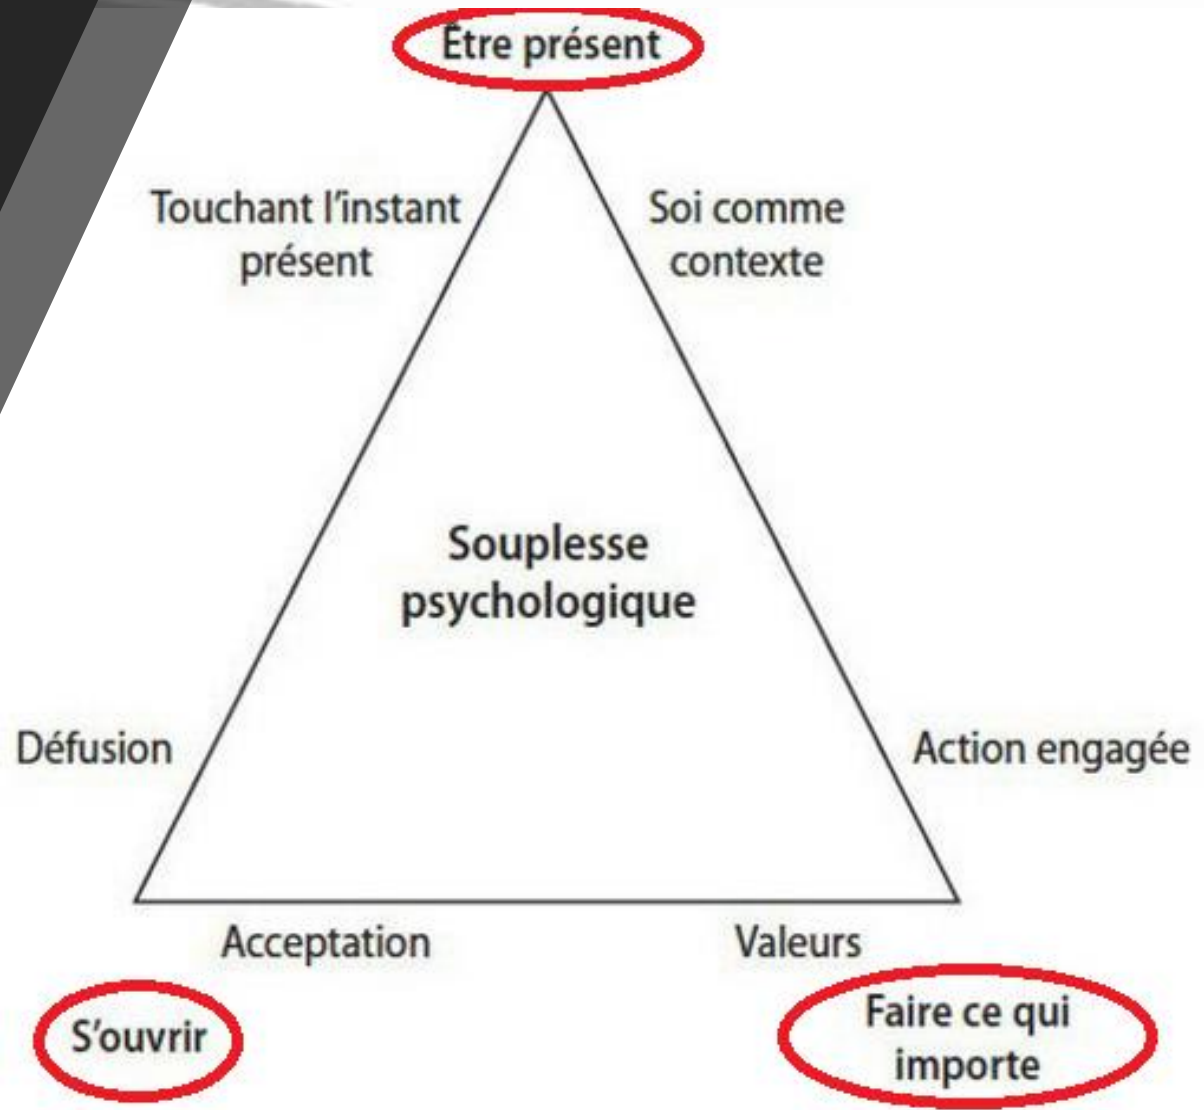 Être présent
Touchant l'instant
présent
Soi comme
contexte
Souplesse
psychologique
Défusion
Action engagée
Acceptation
Valeurs
S'ouvrir
Faire ce qui
importe